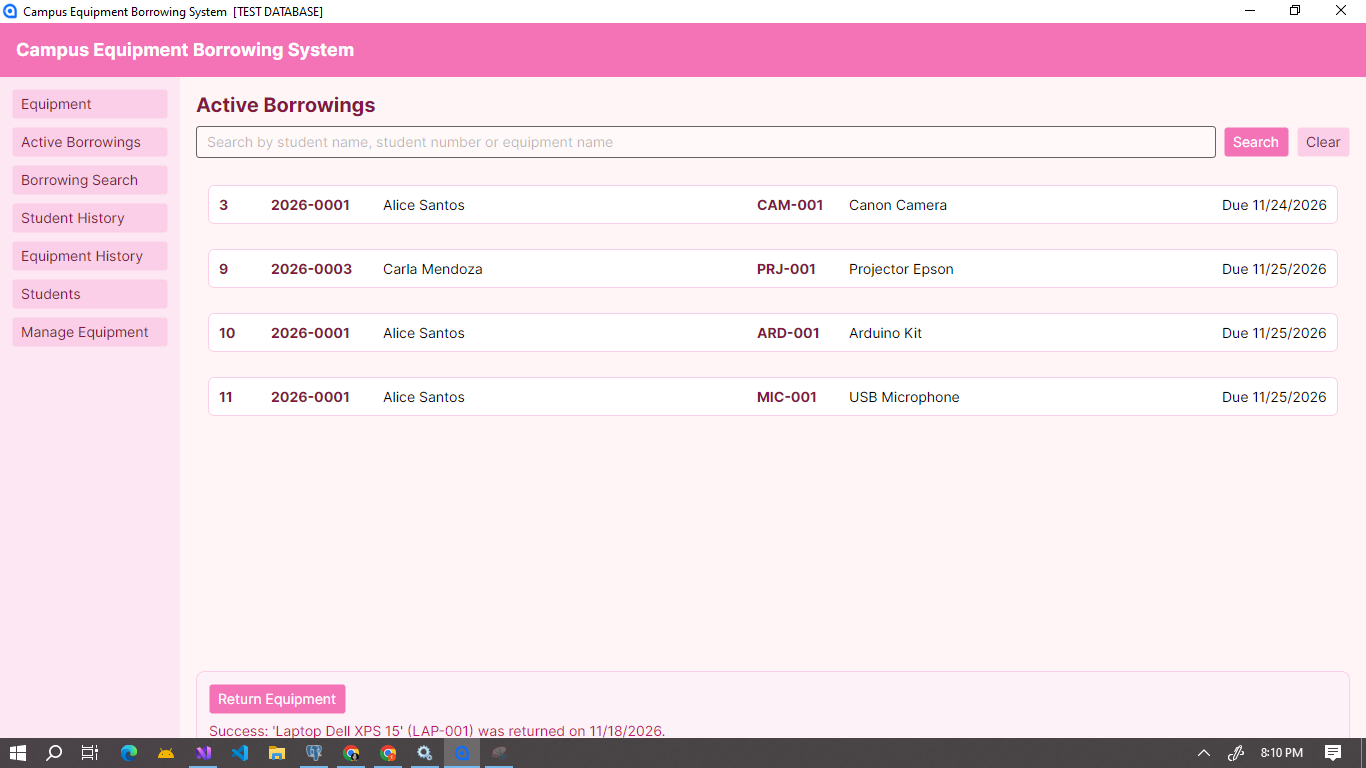 Campus Equipment Borrowing System [TEST DATABASE]
Campus Equipment Borrowing System
Equipment
Active Borrowings
Borrowing Search
Student History
Equipment History
Students
Manage Equipment
Active Borrowings
Search by student name, student number or equipment name
Search
Clear
3 2026-0001 Alice Santos CAM-001 Canon Camera Due 11/24/2026
9 2026-0003 Carla Mendoza PRJ-001 Projector Epson Due 11/25/2026
10 2026-0001 Alice Santos ARD-001 Arduino Kit Due 11/25/2026
11 2026-0001 Alice Santos MIC-001 USB Microphone Due 11/25/2026
Return Equipment
Success: 'Laptop Dell XPS 15' (LAP-001) was returned on 11/18/2026.
8:10 PM